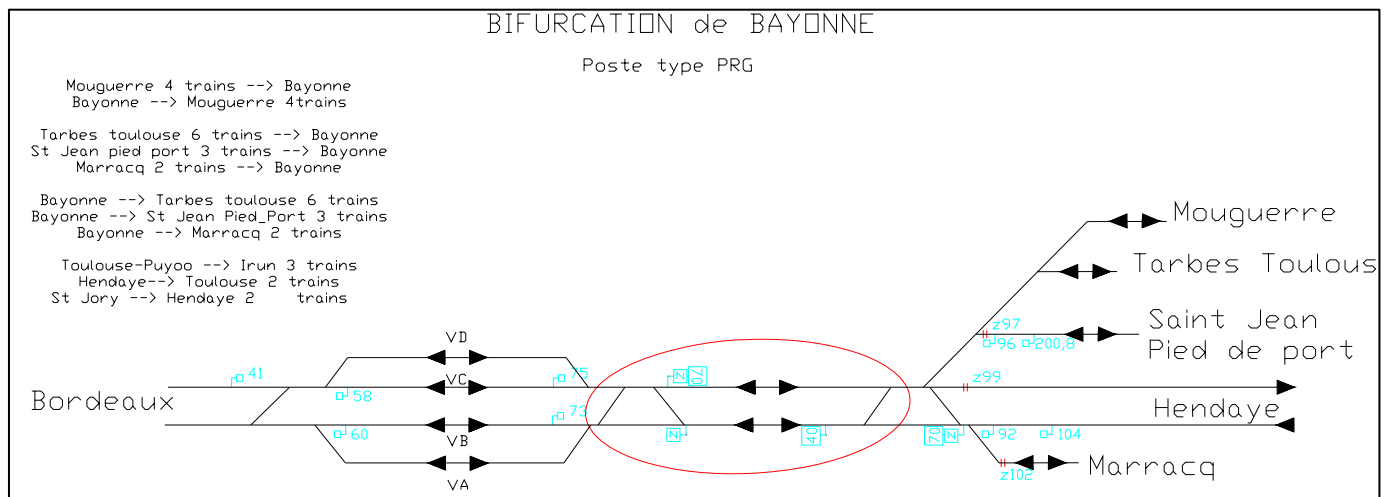 BIFURCATION de BAYONNE
Poste type PRG
Mouguerre 4 trains --> Bayonne
Bayonne --> Mouguerre 4trains
Tarbes toulouse 6 trains --> Bayonne
St Jean pied port 3 trains --> Bayonne
Marracq 2 trains --> Bayonne
Bayonne --> Tarbes toulouse 6 trains
Bayonne --> St Jean Pied_Port 3 trains
Bayonne --> Marracq 2 trains
Toulouse-Puyoo --> Irun 3 trains
Hendaye--> Toulouse 2 trains
St Jory --> Hendaye 2 trains
Mouguerre
Tarbes Toulous
Saint Jean
Pied de port
z97
96
200,8
VD
41
75
Z
70
z99
VC
58
Bordeaux
Hendaye
73
60
Z
40
70
Z
92
104
VB
Marracq
z102
VA